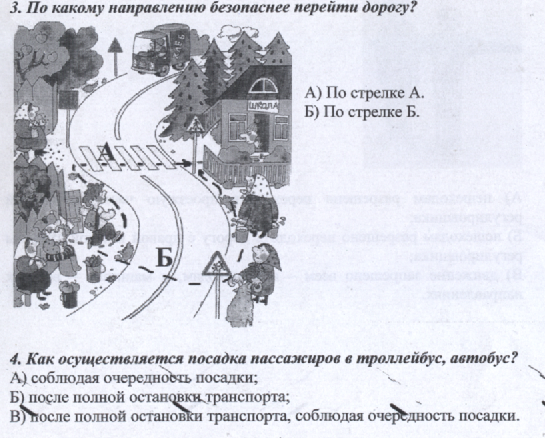 3. По какому направлению безопаснее перейти дорогу?
ШКОЛА
А) По стрелке А.
Б) По стрелке Б.
А
Б
4. Как осуществляется посадка пассажиров в троллейбус, автобус?
А) соблюдая очередность посадки;
Б) после полной остановки транспорта;
В) после полной остановки транспорта, соблюдая очередность посадки.